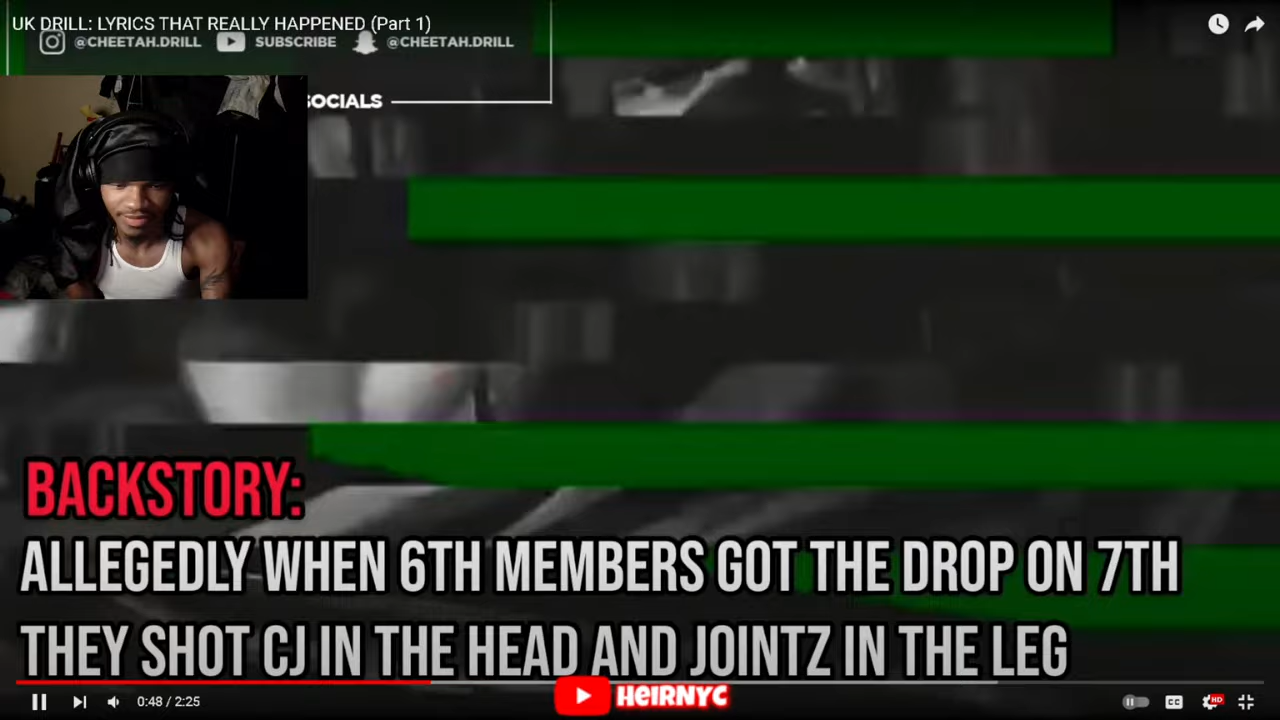 UK DRILL: LYRICS THAT REALLY HAPPENED (Part 1)
@CHEETAH.DRILL SUBSCRIBE @CHEETAH.DRILL
SOCIALS
BACKSTORY:
ALLEGEDLY WHEN 6TH MEMBERS GOT THE DROP ON 7TH
THEY SHOT CJ IN THE HEAD AND JOINTZ IN THE LEG
0:48 / 2:25
HEIRNYC
CC
HD